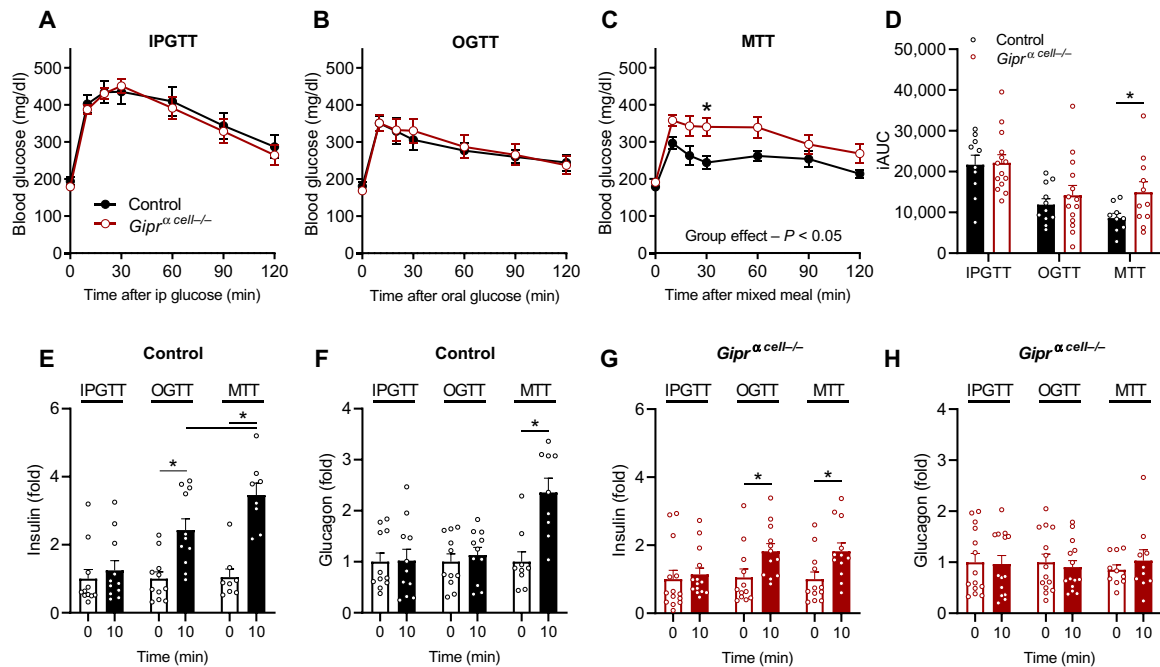 A
IPGTT
Blood glucose (mg/dl)
500
400
300
200
100
0
0 30 60 90 120
Time after ip glucose (min)
Control
Gipr^α cell–/–
B
OGTT
Blood glucose (mg/dl)
500
400
300
200
100
0
0 30 60 90 120
Time after oral glucose (min)
C
MTT
Blood glucose (mg/dl)
500
400
300
200
100
0
*
Group effect – P < 0.05
0 30 60 90 120
Time after mixed meal (min)
D
Control
Gipr^α cell–/–
iAUC
50,000
40,000
30,000
20,000
10,000
0
*
IPGTT OGTT MTT
E
Control
IPGTT OGTT MTT
Insulin (fold)
6
4
2
0
* *
0 10 0 10 0 10
Time (min)
F
Control
IPGTT OGTT MTT
Glucagon (fold)
4
3
2
1
0
*
0 10 0 10 0 10
Time (min)
G
Gipr^α cell–/–
IPGTT OGTT MTT
Insulin (fold)
6
4
2
0
* *
0 10 0 10 0 10
Time (min)
H
Gipr^α cell–/–
IPGTT OGTT MTT
Glucagon (fold)
4
3
2
1
0
0 10 0 10 0 10
Time (min)